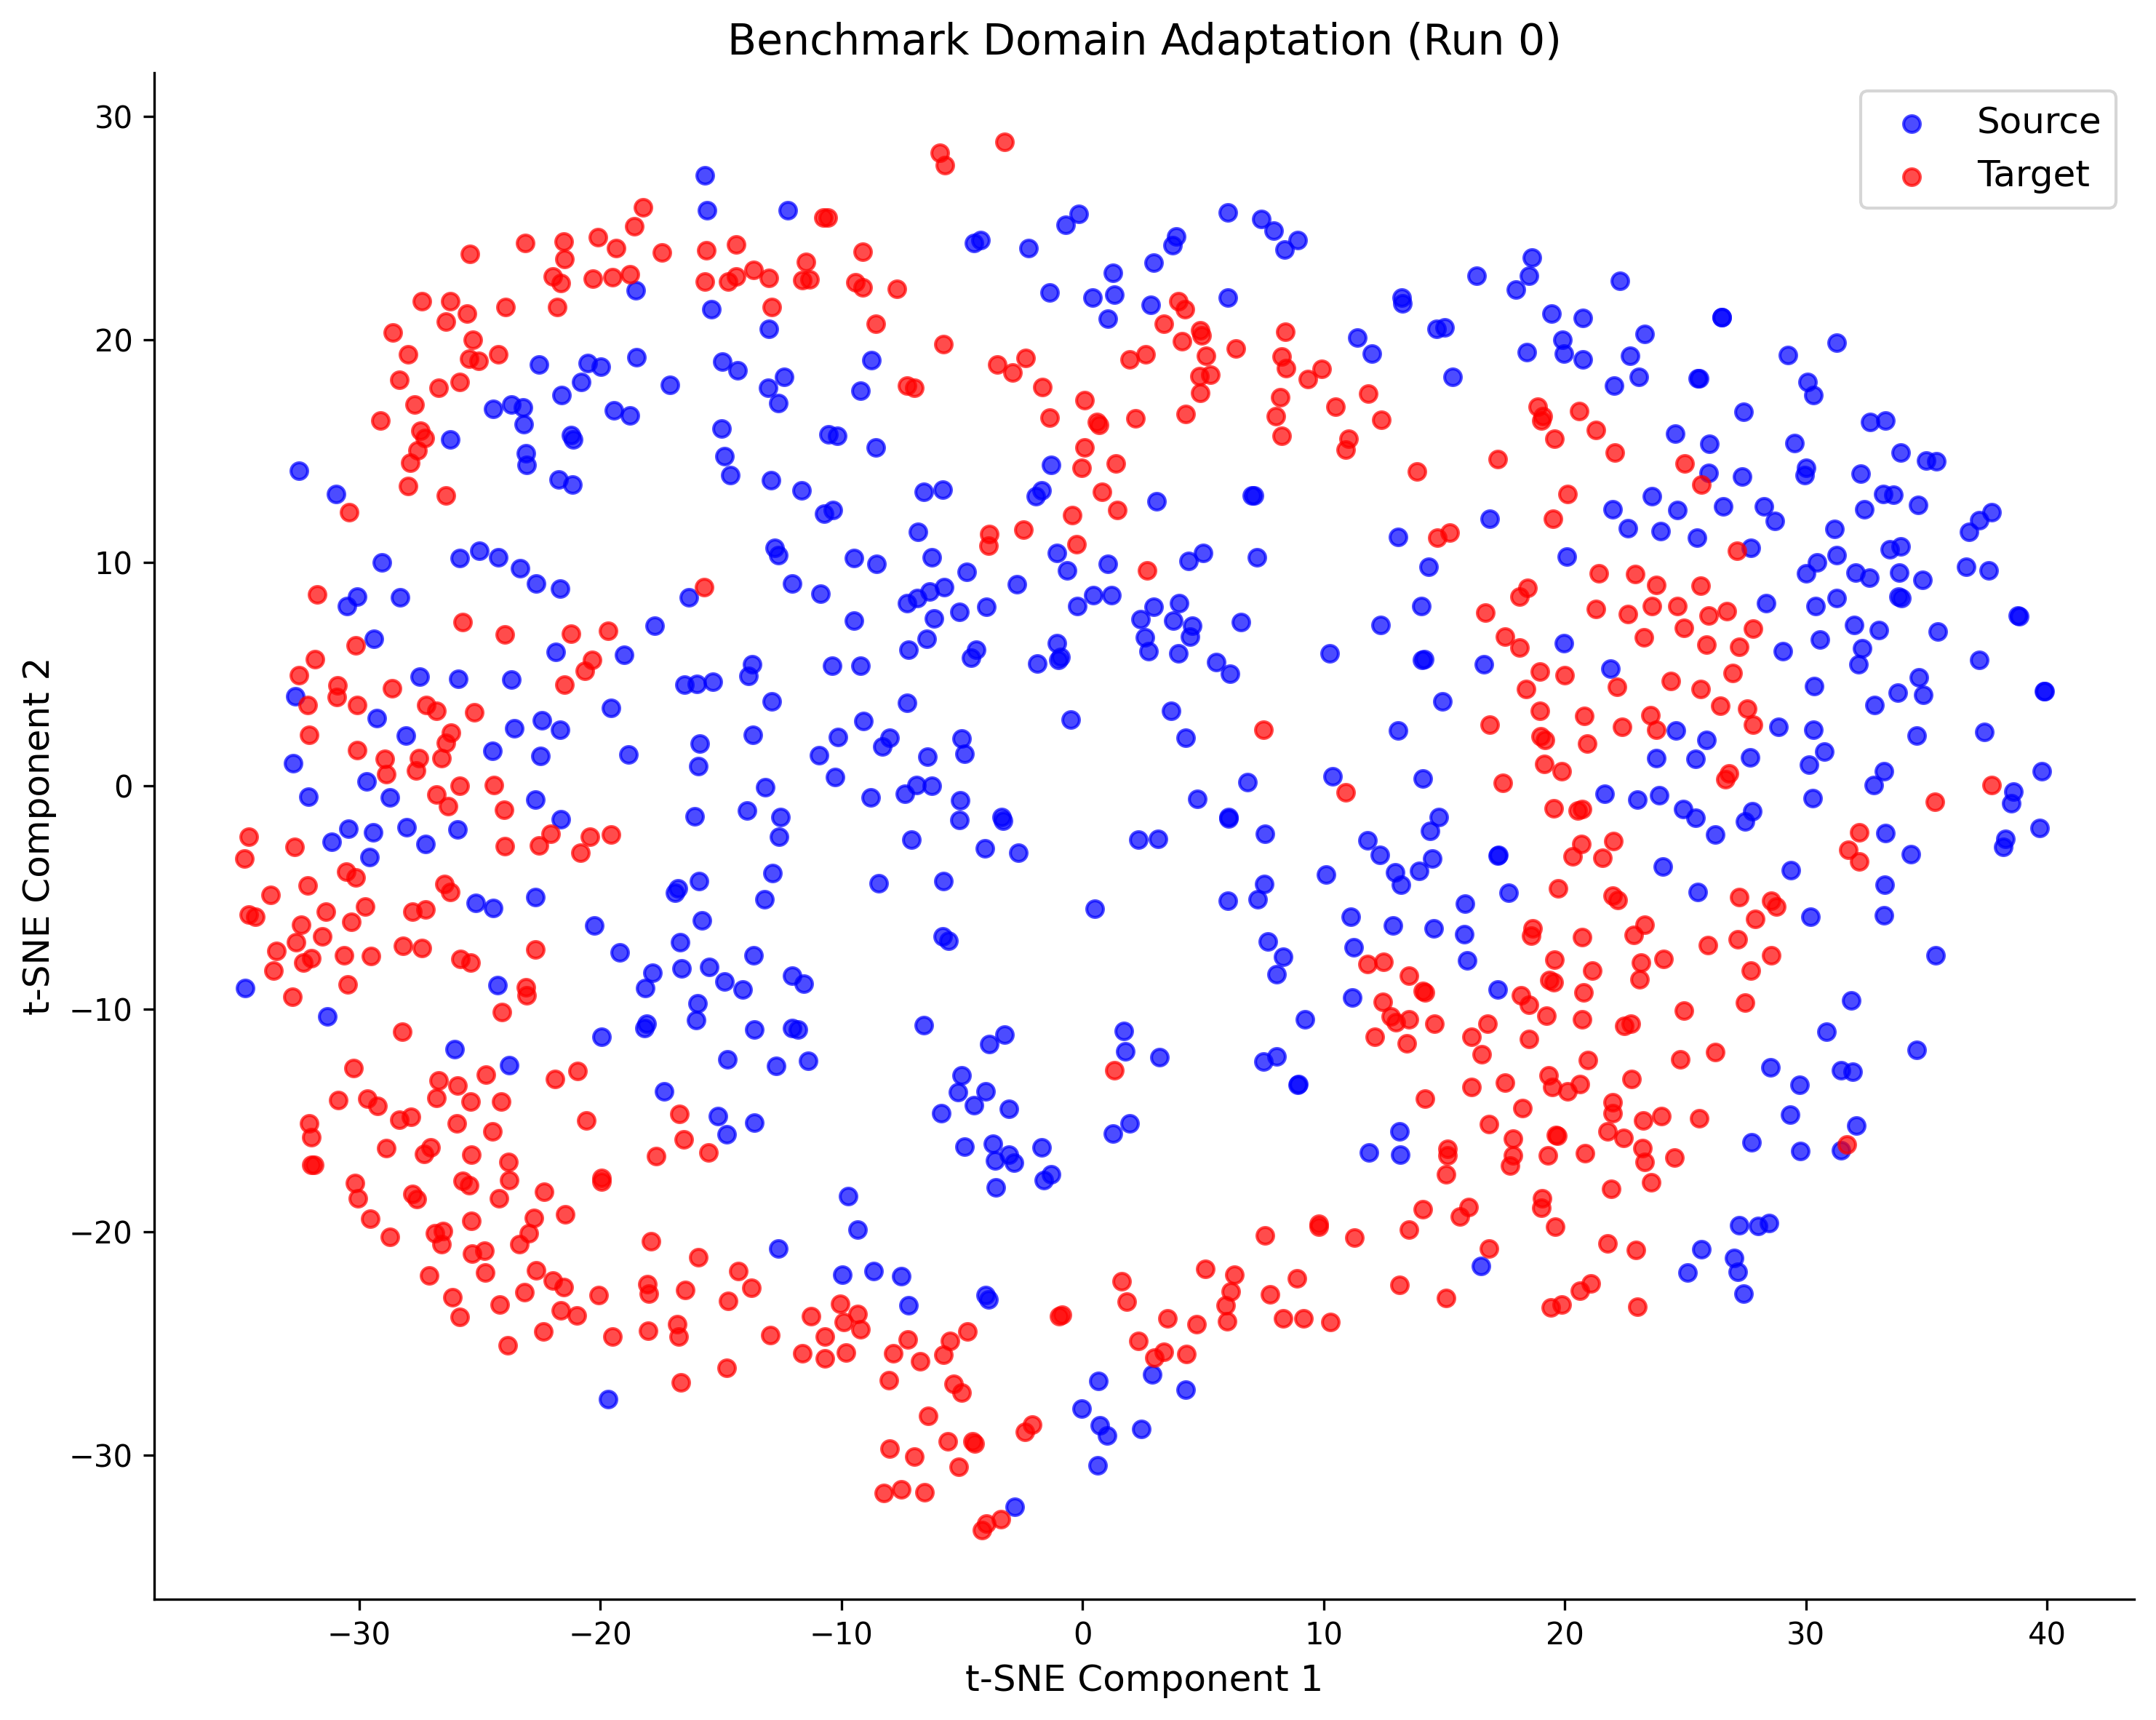 Benchmark Domain Adaptation (Run 0)
Source
Target
t-SNE Component 2
30
20
10
0
−10
−20
−30
−30 −20 −10 0 10 20 30 40
t-SNE Component 1